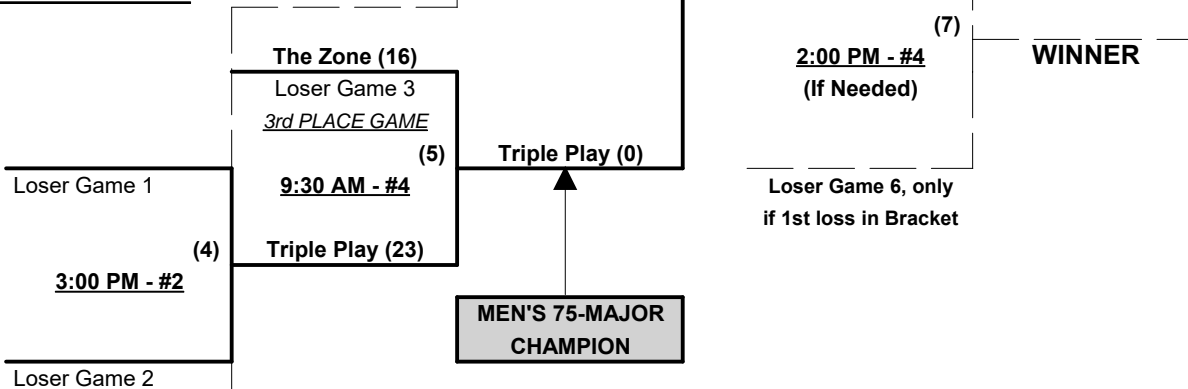 (7)
The Zone (16)
2:00 PM - #4
WINNER
Loser Game 3
(If Needed)
3rd PLACE GAME
(5)
Triple Play (0)
Loser Game 1
9:30 AM - #4
Loser Game 6, only
if 1st loss in Bracket
(4)
Triple Play (23)
3:00 PM - #2
MEN'S 75-MAJOR
CHAMPION
Loser Game 2